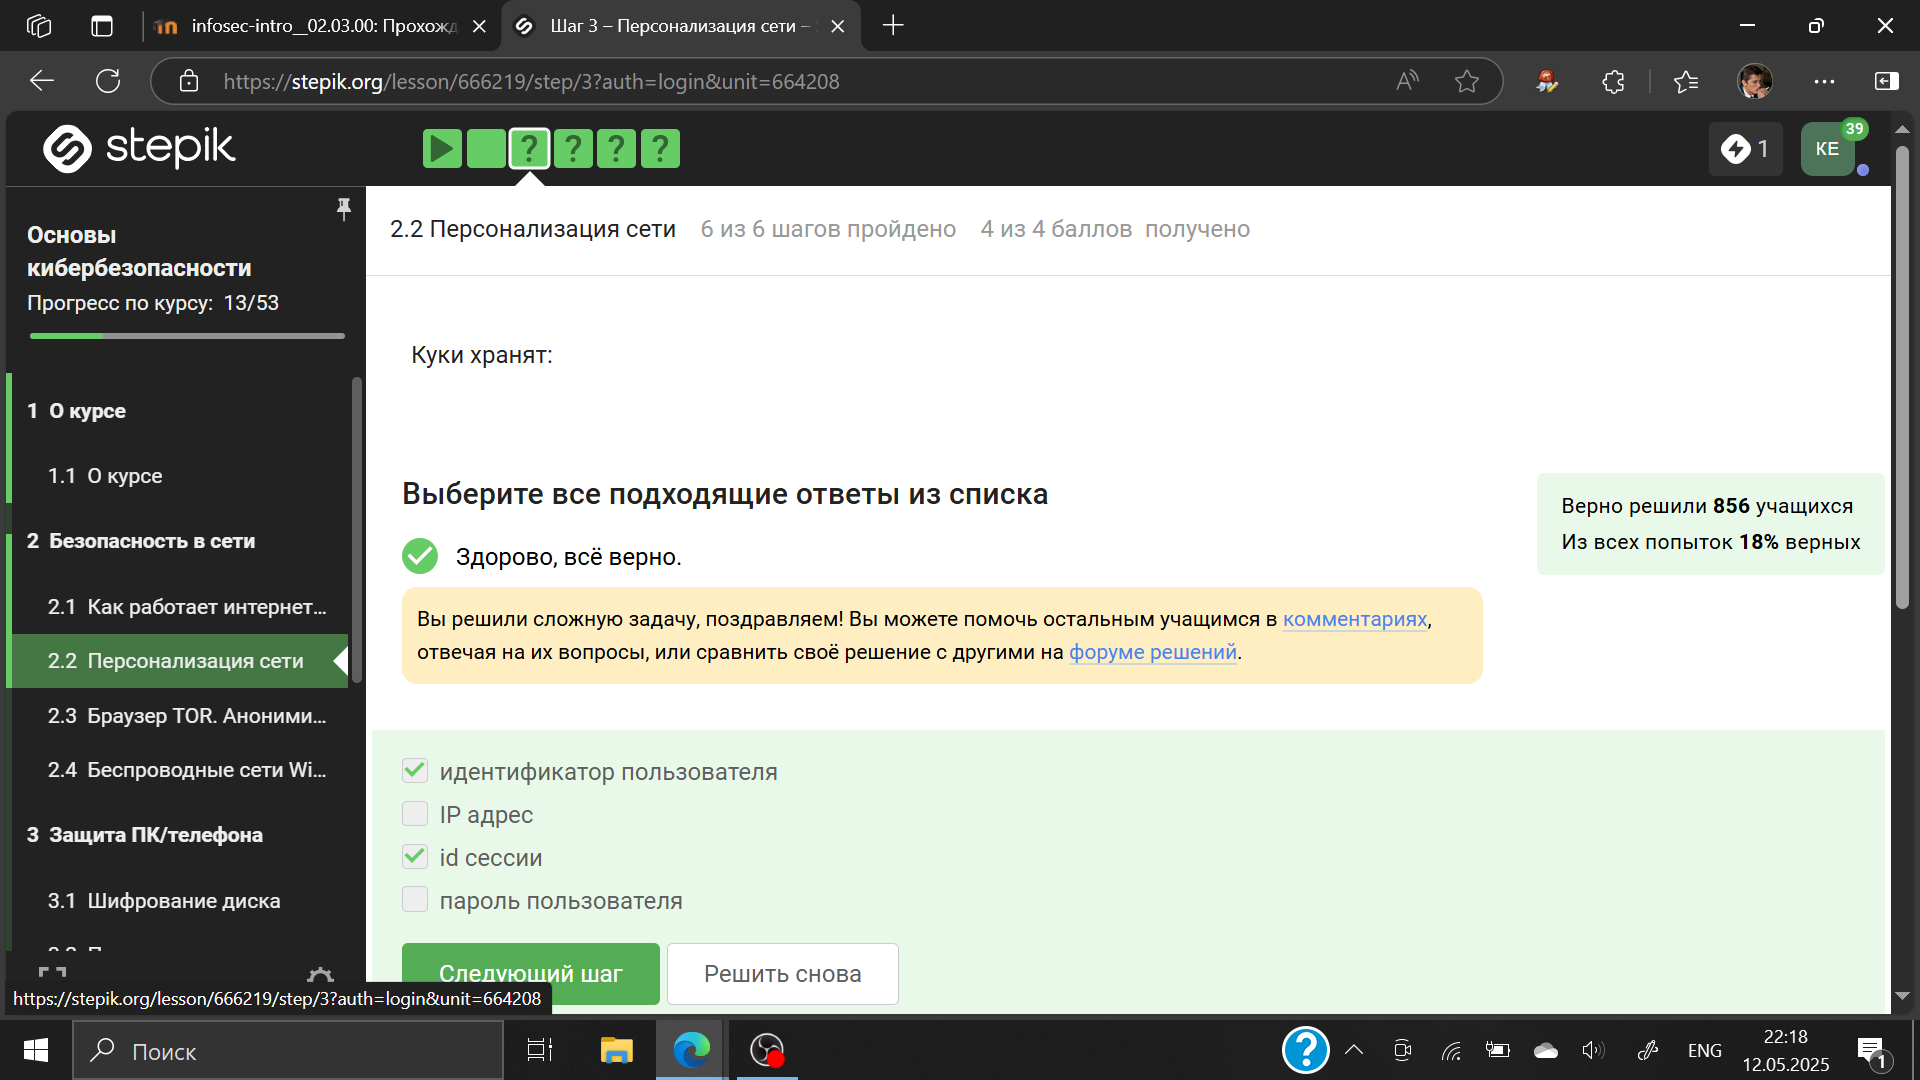 infosec-intro__02.03.00: Прохожд
Шаг 3 – Персонализация сети –
https://stepik.org/lesson/666219/step/3?auth=login&unit=664208
stepik
? ? ? ?
1
КЕ
39
Основы
кибербезопасности
Прогресс по курсу: 13/53
1 О курсе
1.1 О курсе
2 Безопасность в сети
2.1 Как работает интернет...
2.2 Персонализация сети
2.3 Браузер TOR. Аноними...
2.4 Беспроводные сети Wi...
3 Защита ПК/телефона
3.1 Шифрование диска
2.2 Персонализация сети 6 из 6 шагов пройдено 4 из 4 баллов получено
Куки хранят:
Выберите все подходящие ответы из списка
Здорово, всё верно.
Верно решили 856 учащихся
Из всех попыток 18% верных
Вы решили сложную задачу, поздравляем! Вы можете помочь остальным учащимся в комментариях,
отвечая на их вопросы, или сравнить своё решение с другими на форуме решений.
идентификатор пользователя
IP адрес
id сессии
пароль пользователя
Следующий шаг
Решить снова
https://stepik.org/lesson/666219/step/3?auth=login&unit=664208
Поиск
?
ENG
22:18
12.05.2025
1